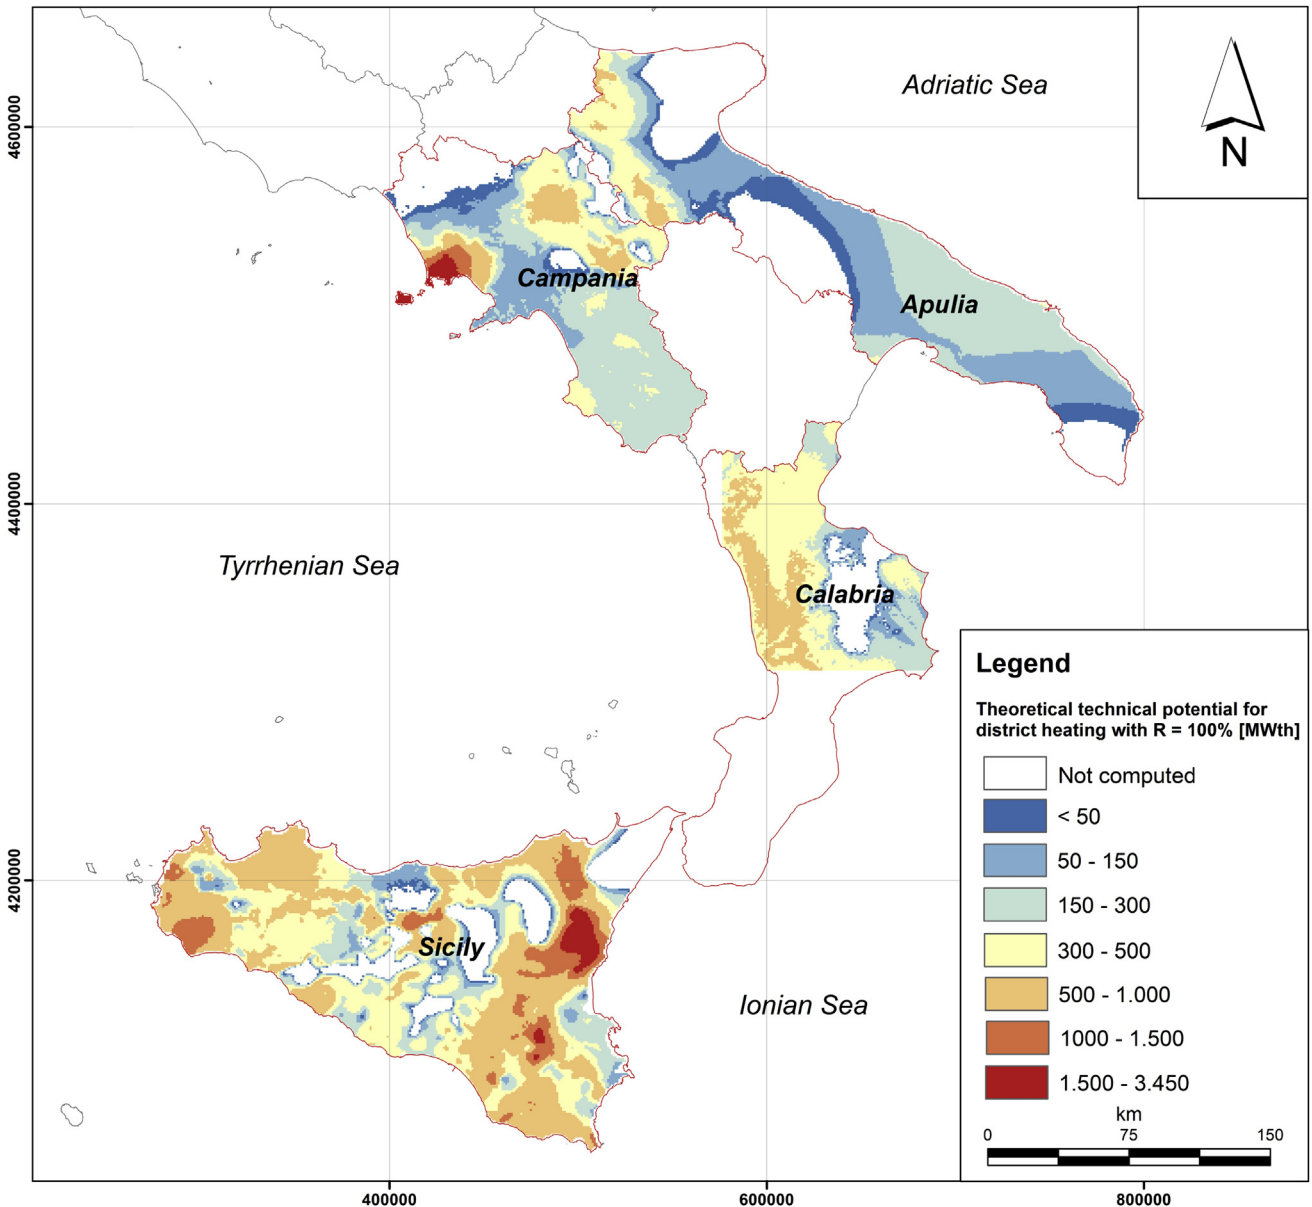 Adriatic Sea
N
4600000
Campania
Apulia
4400000
Tyrrhenian Sea
Calabria
4200000
Sicily
Ionian Sea
Legend
Theoretical technical potential for
district heating with R = 100% [MWth]
Not computed
< 50
50 - 150
150 - 300
300 - 500
500 - 1.000
1000 - 1.500
1.500 - 3.450
km
0 75 150
400000 600000 800000